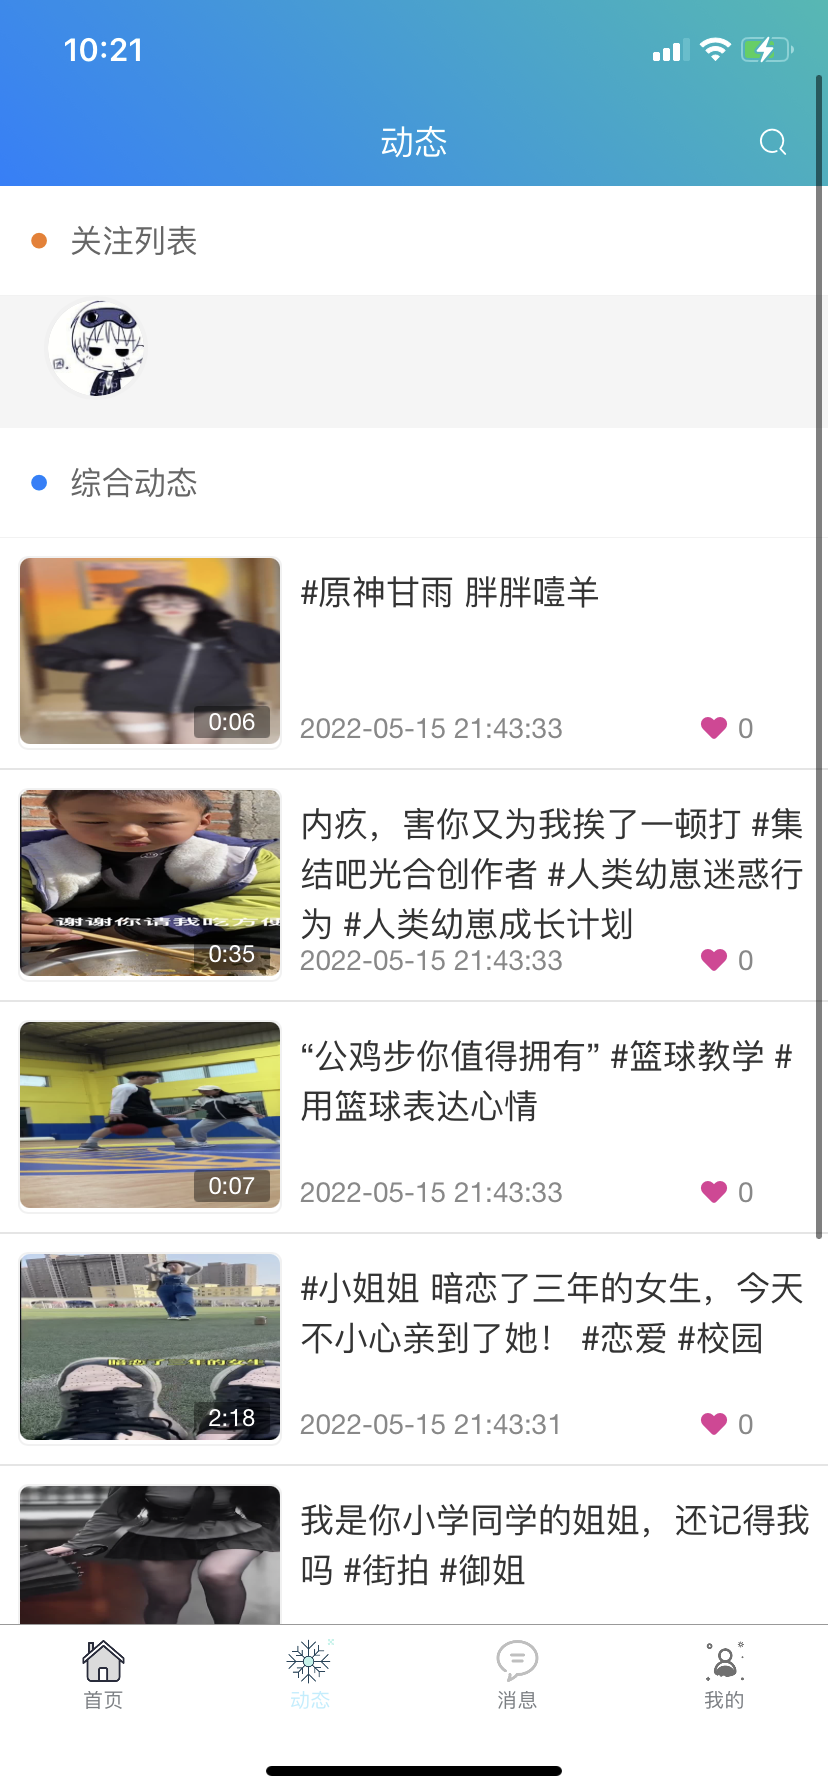 10:21
动态
关注列表
综合动态
#原神甘雨 胖胖噎羊
0:06
2022-05-15 21:43:33
0
内疚，害你又为我挨了一顿打 #集
结吧光合创作者 #人类幼崽迷惑行
为 #人类幼崽成长计划
谢谢你请我吃方便
0:35
2022-05-15 21:43:33
0
“公鸡步你值得拥有” #篮球教学 #
用篮球表达心情
0:07
2022-05-15 21:43:33
0
#小姐姐 暗恋了三年的女生，今天
不小心亲到了她！ #恋爱 #校园
暗恋了三年的女生
2:18
2022-05-15 21:43:31
0
我是你小学同学的姐姐，还记得我
吗 #街拍 #御姐
首页
动态
消息
我的